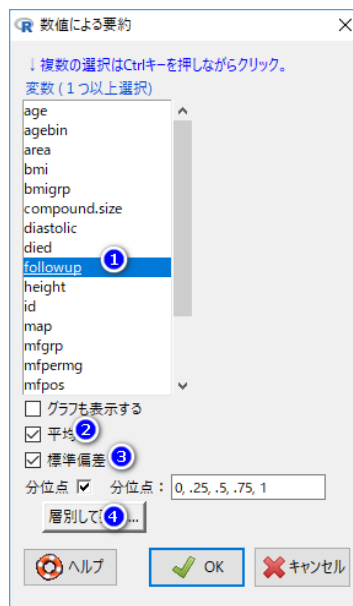 数値による要約
↓複数の選択はCtrlキーを押しながらクリック。
変数(1つ以上選択)
age
agebin
area
bmi
bmigrp
compound.size
diastolic
died
followup 1
height
id
map
mfgrp
mfpermg
mfpos
グラフも表示する
平均 2
標準偏差 3
分位点 分位点: 0, .25, .5, .75, 1
層別して 4 ...
ヘルプ OK キャンセル